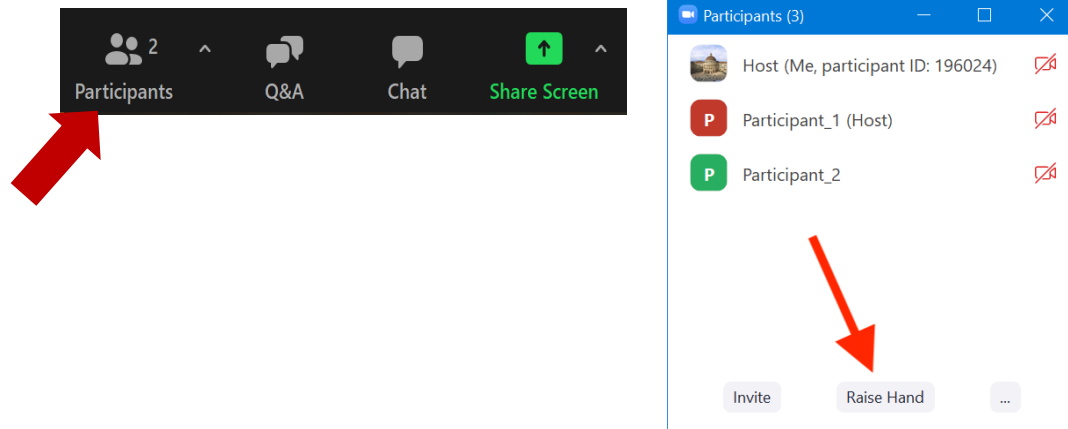 2
Participants
Q&A
Chat
Share Screen
Participants (3)
Host (Me, participant ID: 196024)
P
Participant_1 (Host)
P
Participant_2
Invite
Raise Hand
...